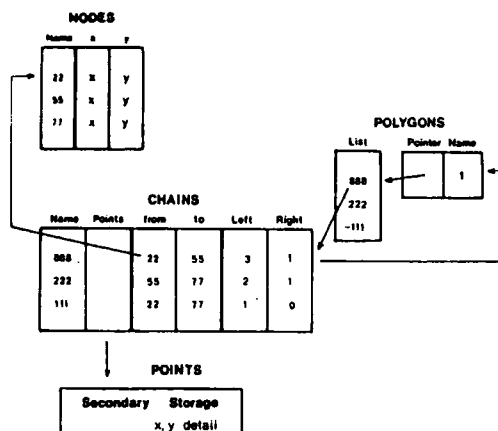 NODES
Name x y
22 x y
55 x y
77 x y
POLYGONS
List Pointer Name
888 1
222
-111
CHAINS
Name Points from to Left Right
888 22 55 3 1
222 55 77 2 1
111 22 77 1 0
POINTS
Secondary Storage
x, y detail